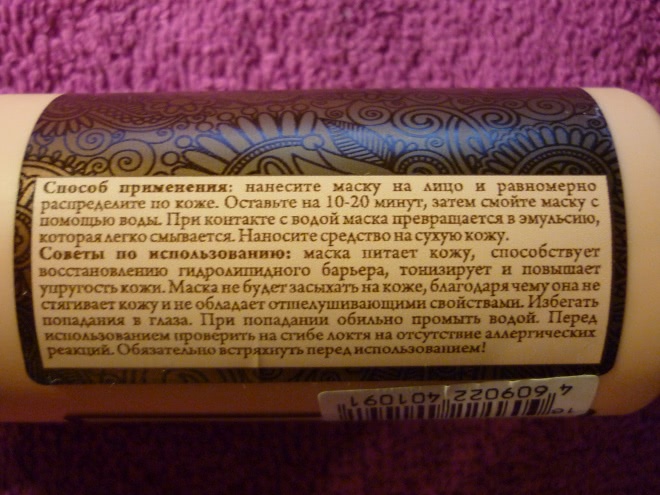 Способ применения: нанесите маску на лицо и равномерно
распределите по коже. Оставьте на 10-20 минут, затем смойте маску с
помощью воды. При контакте с водой маска превращается в эмульсию,
которая легко смывается. Наносите средство на сухую кожу.
Советы по использованию: маска питает кожу, способствует
восстановлению гидролипидного барьера, тонизирует и повышает
упругость кожи. Маска не будет засыхать на коже, благодаря чему она не
стягивает кожу и не обладает отшелушивающими свойствами. Избегать
попадания в глаза. При попадании обильно промыть водой. Перед
использованием проверить на сгибе локтя на отсутствие аллергических
реакций. Обязательно встряхнуть перед использованием!
4 609022 401091